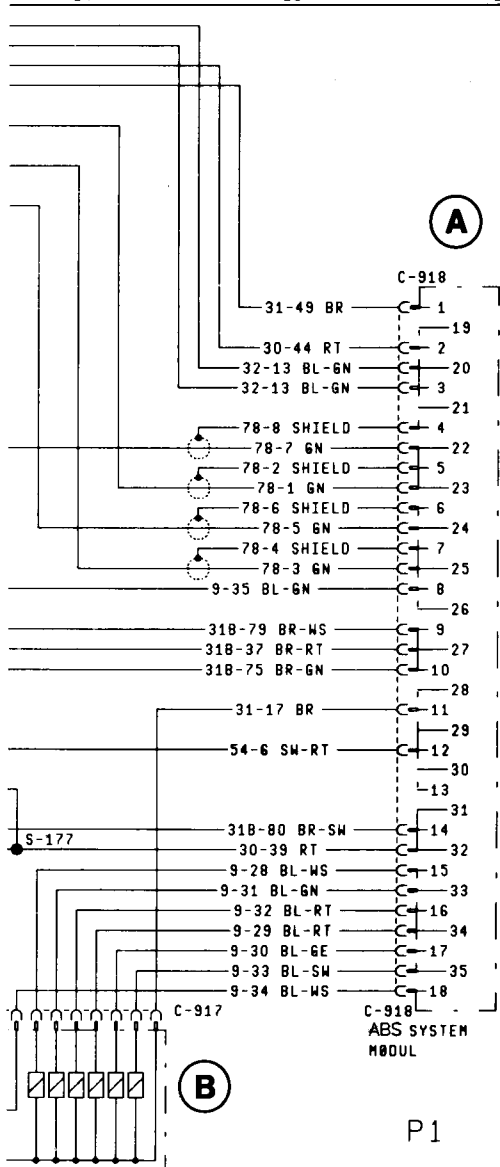 A
C-918
31-49 BR 1
19
30-44 RT 2
32-13 BL-GN 20
32-13 BL-GN 3
21
78-8 SHIELD 4
78-7 GN 22
78-2 SHIELD 5
78-1 GN 23
78-6 SHIELD 6
78-5 GN 24
78-4 SHIELD 7
78-3 GN 25
9-35 BL-GN 8
26
31B-79 BR-WS 9
31B-37 BR-RT 27
31B-75 BR-GN 10
28
31-17 BR 11
29
54-6 SW-RT 12
30
13
31
31B-80 BR-SW 14
S-177 30-39 RT 32
9-28 BL-WS 15
9-31 BL-GN 33
9-32 BL-RT 16
9-29 BL-RT 34
9-30 BL-GE 17
9-33 BL-SW 35
9-34 BL-WS 18
C-917 C-918
ABS SYSTEM
MODUL
B
P1